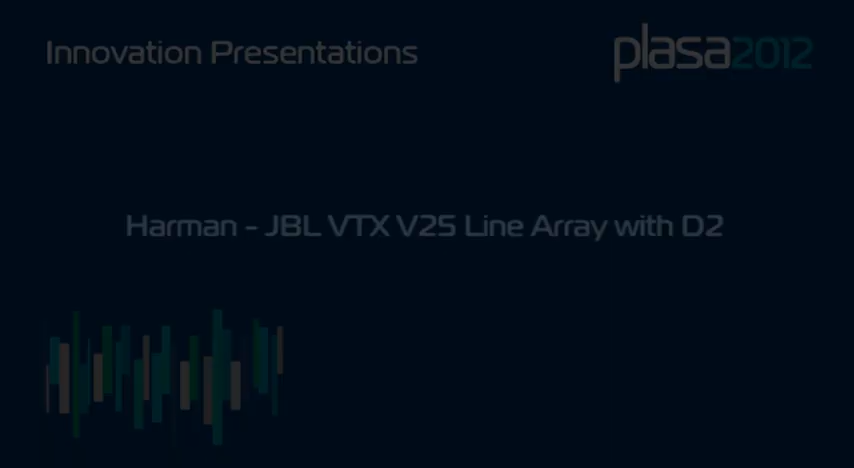 Innovation Presentations
plasa2012
Harman - JBL VTX V25 Line Array with D2